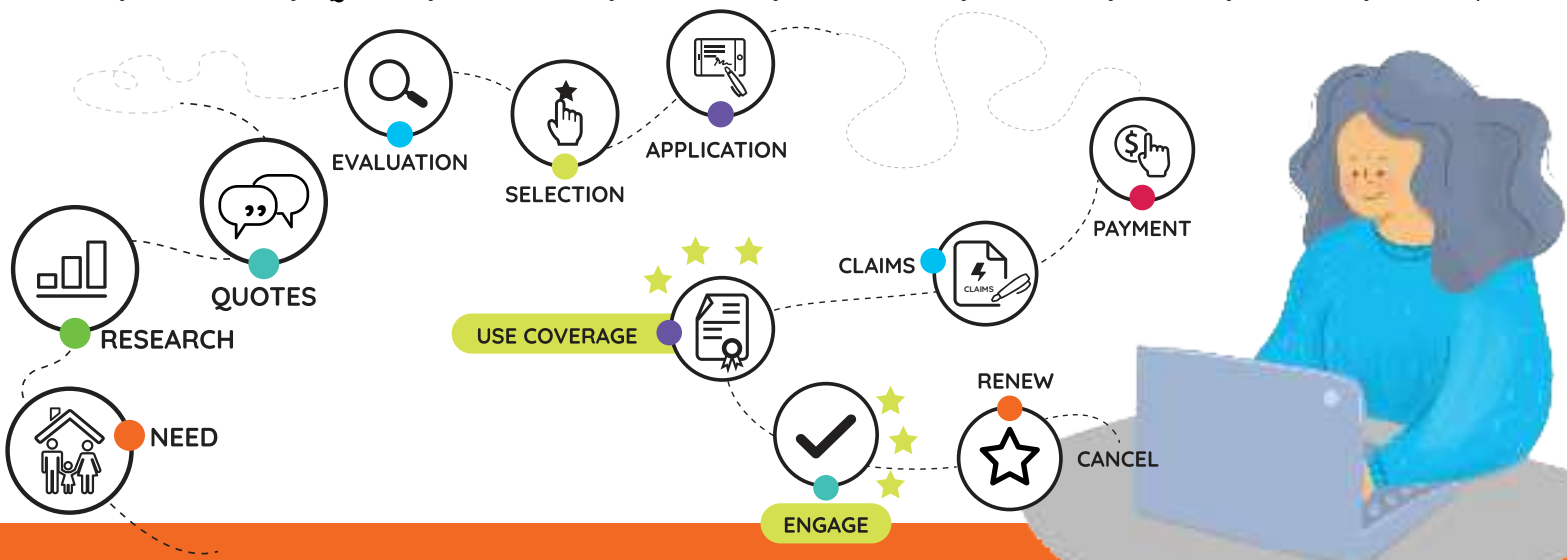 NEED
RESEARCH
QUOTES
EVALUATION
SELECTION
APPLICATION
PAYMENT
CLAIMS
CLAIMS
USE COVERAGE
ENGAGE
RENEW
CANCEL